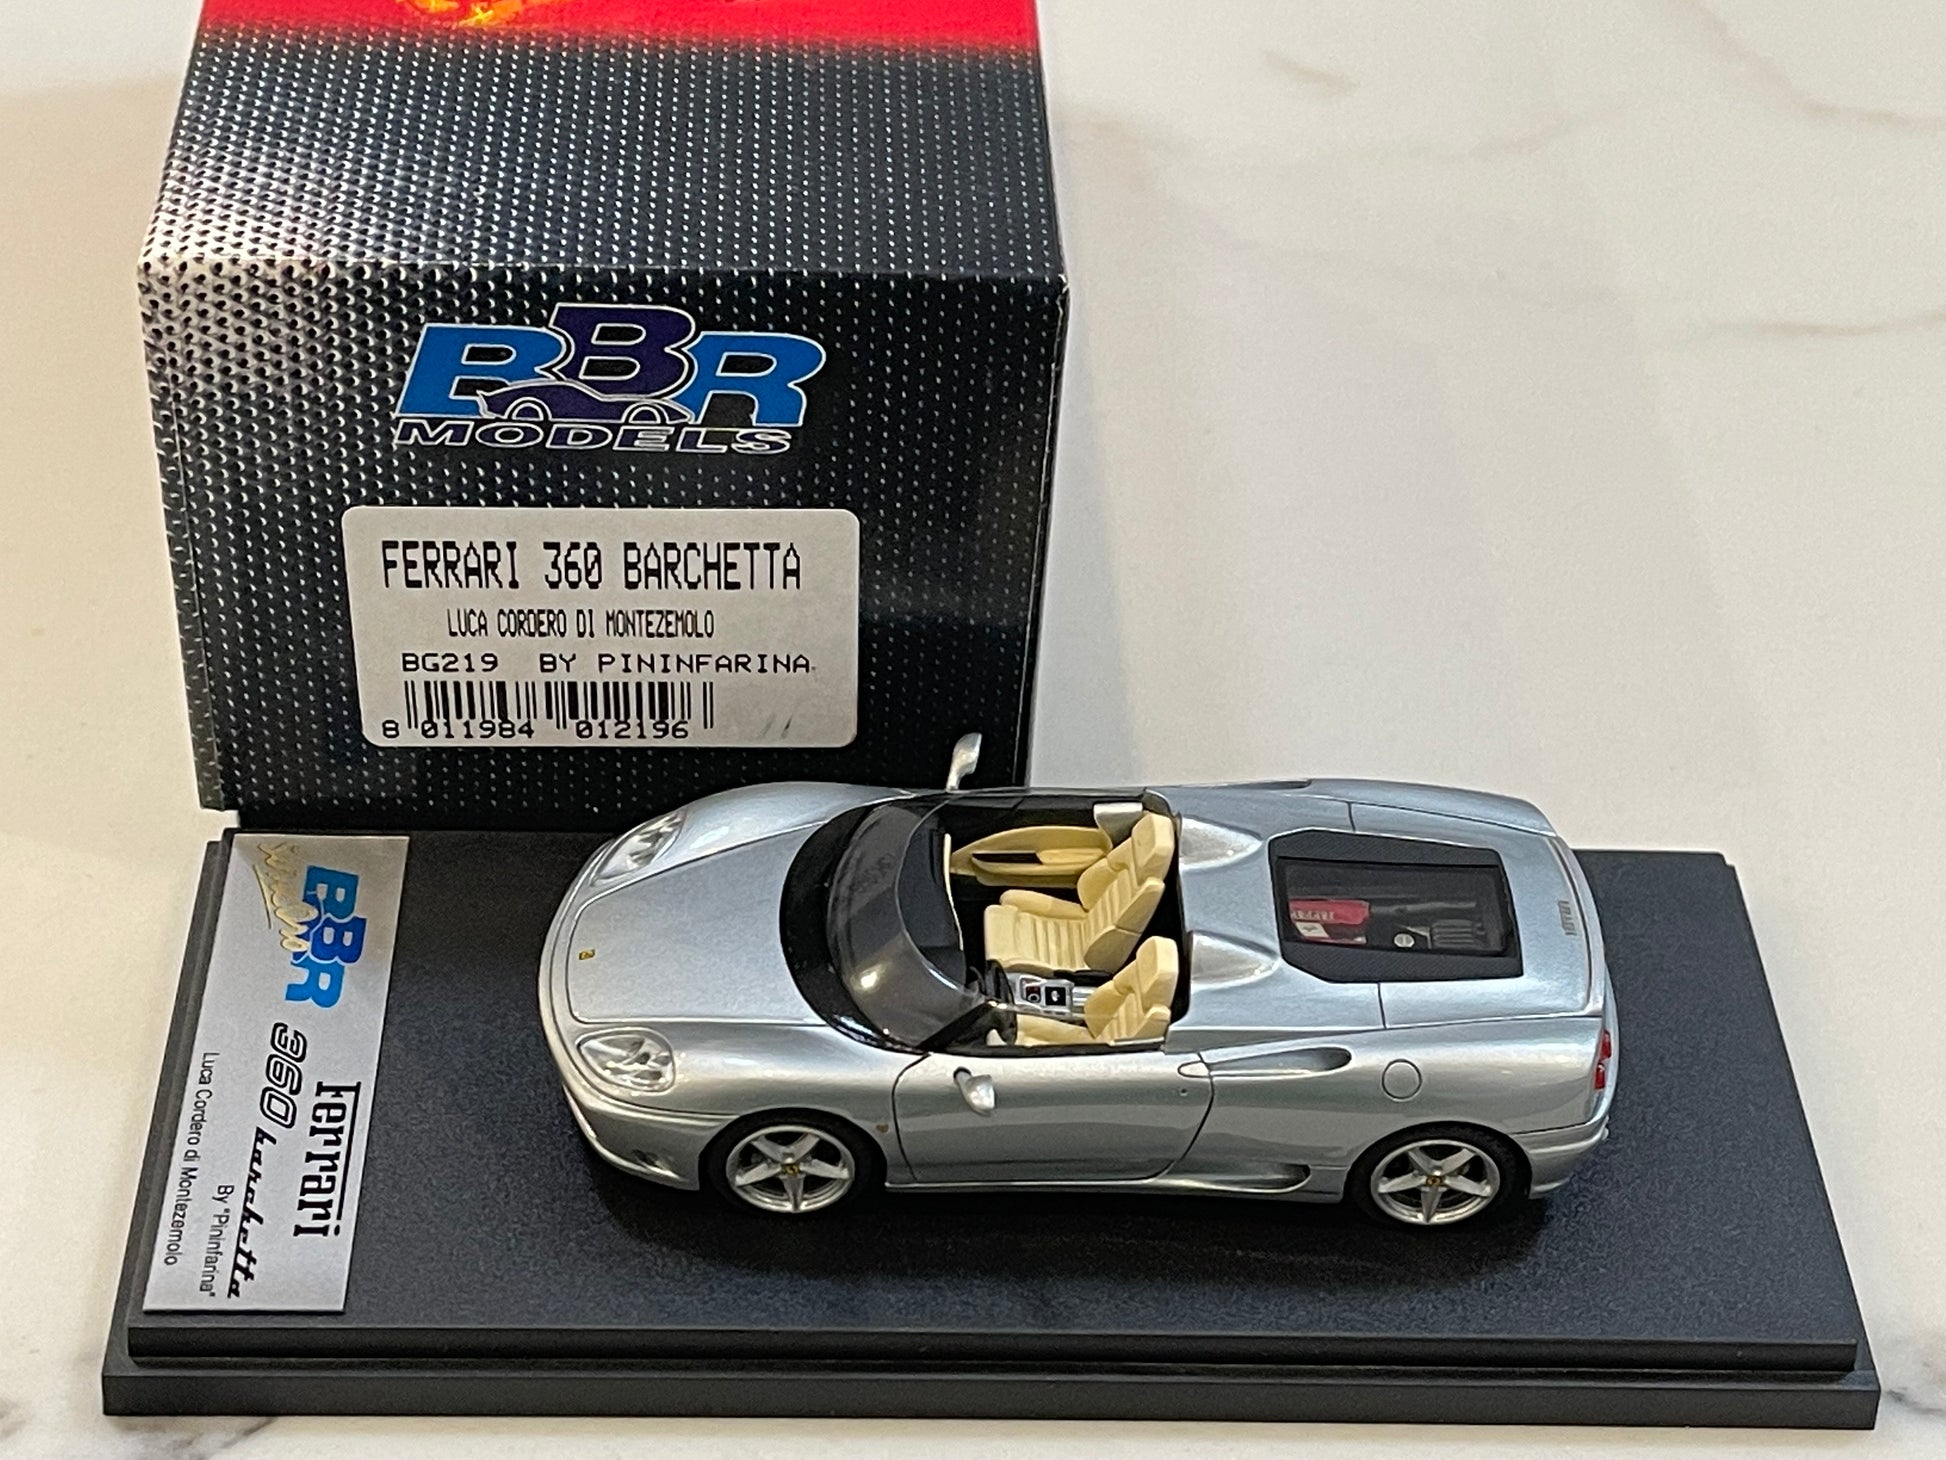 BBR
MODELS
FERRARI 360 BARCHETTA
LUCA CORDERO DI MONTEZEMOLO
BG219 BY PININFARINA
8 011984 012196
BBR
Ferrari
360 barchetta
By "Pininfarina"
Luca Cordero di Montezemolo